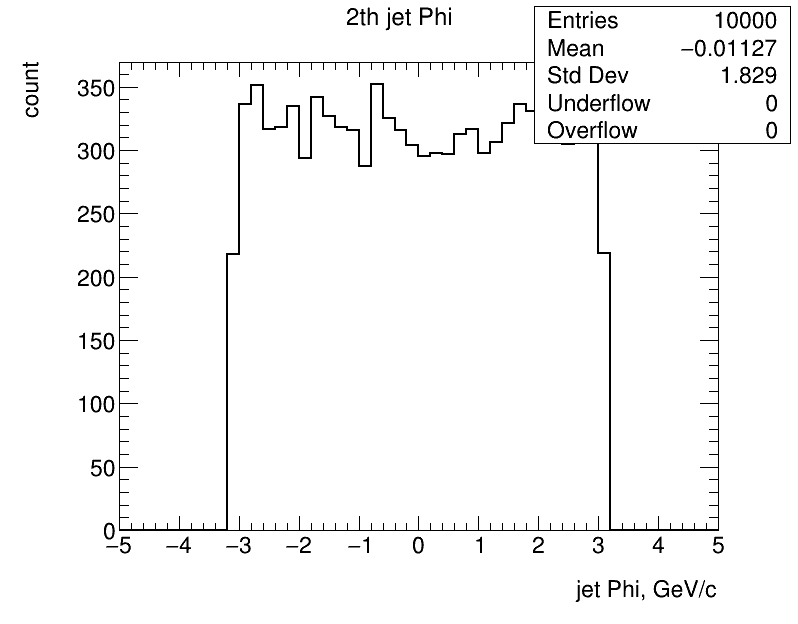 2th jet Phi
Entries 10000
Mean −0.01127
Std Dev 1.829
Underflow 0
Overflow 0
count
350
300
250
200
150
100
50
0
−5 −4 −3 −2 −1 0 1 2 3 4 5
jet Phi, GeV/c